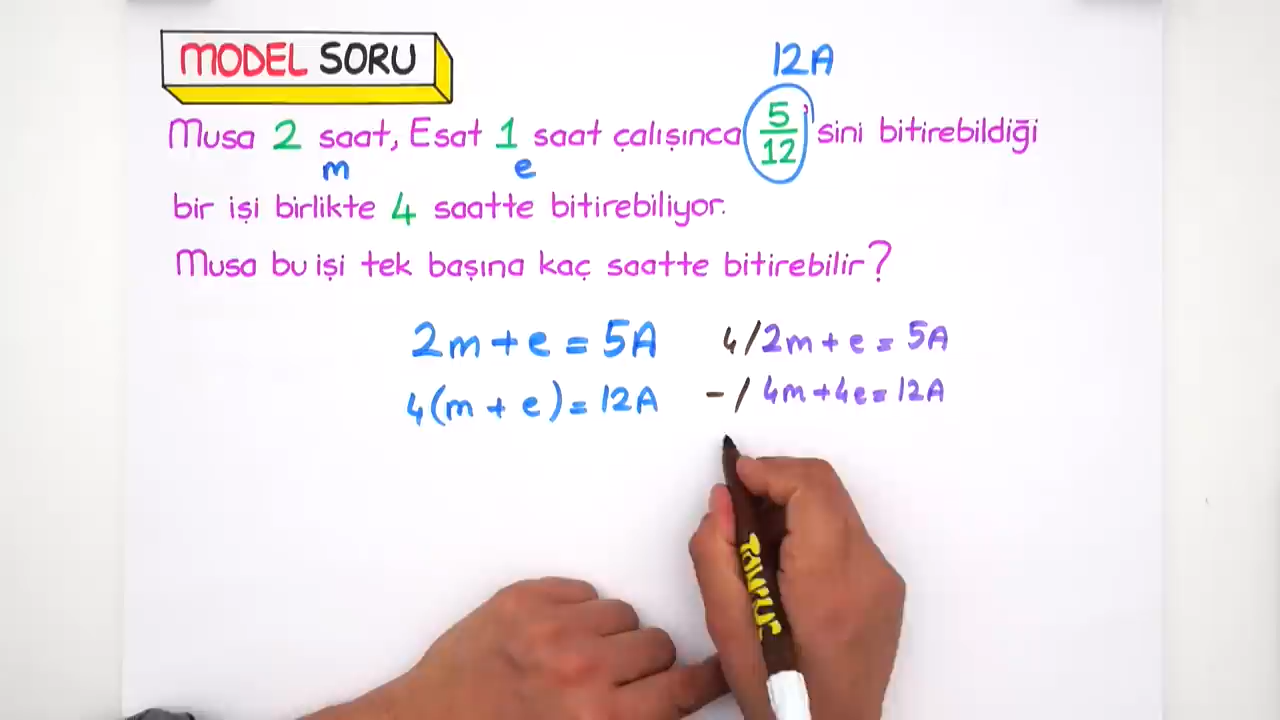 MODEL SORU
12A
Musa 2 saat, Esat 1 saat çalışınca 5/12'sini bitirebildiği
m e
bir işi birlikte 4 saatte bitirebiliyor.
Musa bu işi tek başına kaç saatte bitirebilir?
2m + e = 5A
4(m + e) = 12A
4/ 2m + e = 5A
-/ 4m + 4e = 12A